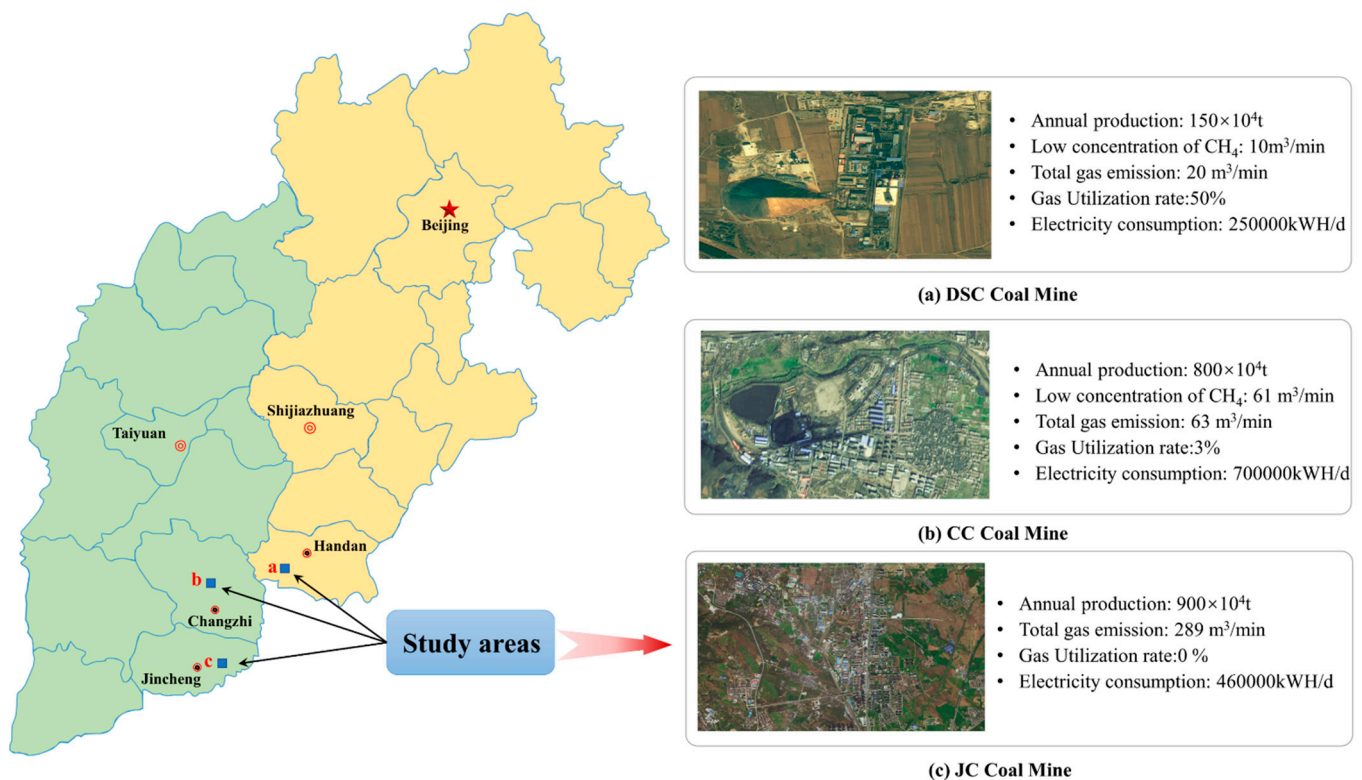 Beijing
Shijiazhuang
Taiyuan
Handan
a
b
Changzhi
Study areas
c
Jincheng
• Annual production: 150×10⁴t
• Low concentration of CH₄: 10m³/min
• Total gas emission: 20 m³/min
• Gas Utilization rate:50%
• Electricity consumption: 250000kWH/d
(a) DSC Coal Mine
• Annual production: 800×10⁴t
• Low concentration of CH₄: 61 m³/min
• Total gas emission: 63 m³/min
• Gas Utilization rate:3%
• Electricity consumption: 700000kWH/d
(b) CC Coal Mine
• Annual production: 900×10⁴t
• Total gas emission: 289 m³/min
• Gas Utilization rate:0 %
• Electricity consumption: 460000kWH/d
(c) JC Coal Mine